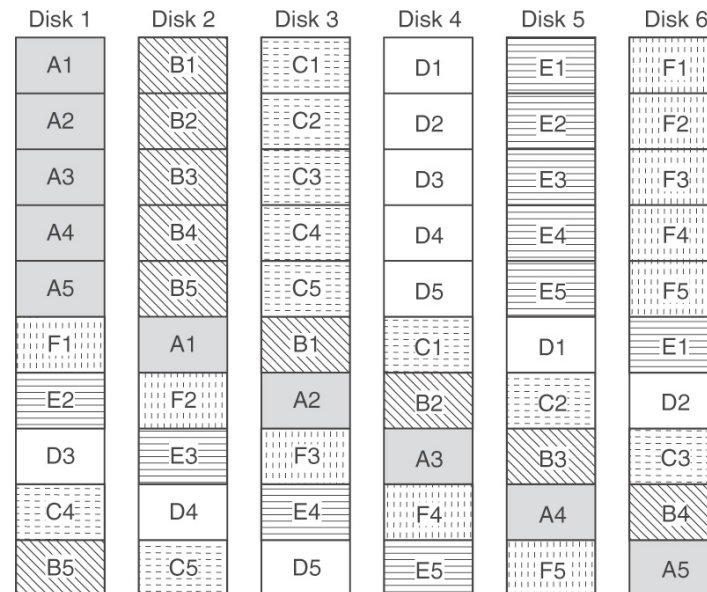 Disk 1 Disk 2 Disk 3 Disk 4 Disk 5 Disk 6
A1 B1 C1 D1 E1 F1
A2 B2 C2 D2 E2 F2
A3 B3 C3 D3 E3 F3
A4 B4 C4 D4 E4 F4
A5 B5 C5 D5 E5 F5
F1 A1 B1 C1 D1 E1
E2 F2 A2 B2 C2 D2
D3 E3 F3 A3 B3 C3
C4 D4 E4 F4 A4 B4
B5 C5 D5 E5 F5 A5